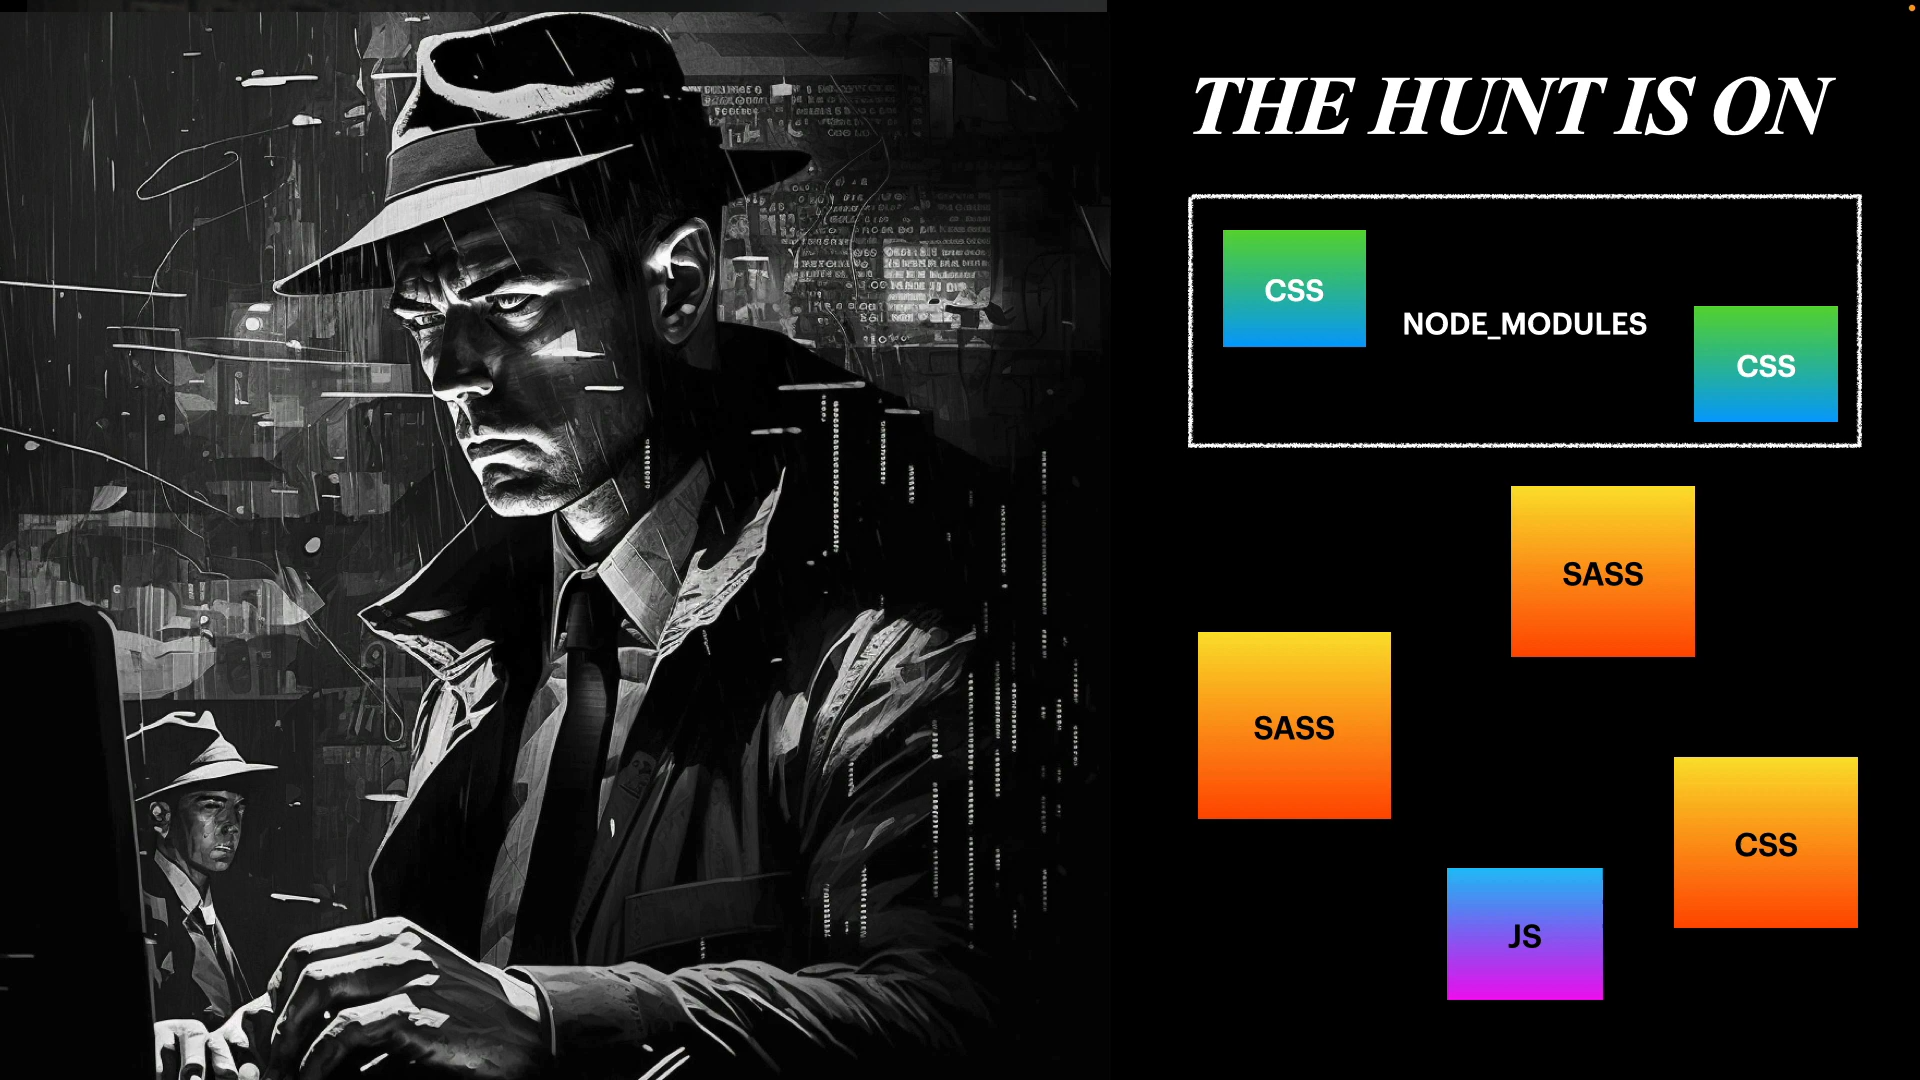 THE HUNT IS ON
CSS
NODE_MODULES
CSS
SASS
SASS
CSS
JS